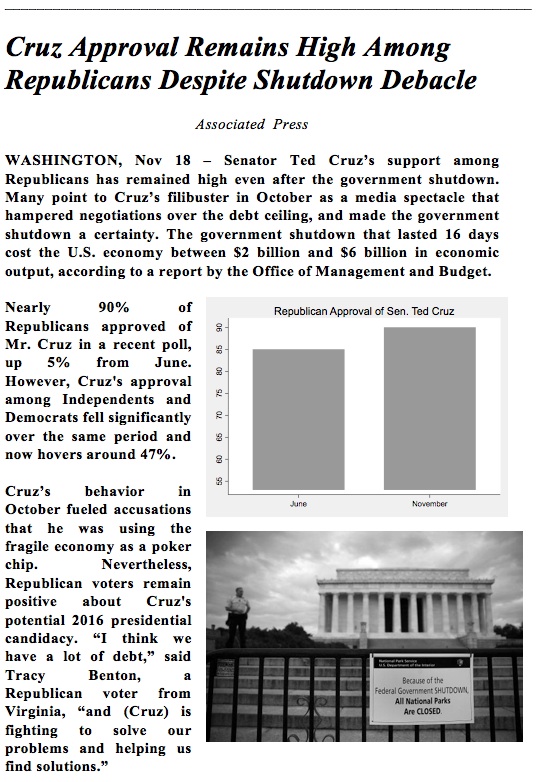 Cruz Approval Remains High Among
Republicans Despite Shutdown Debacle
Associated Press
WASHINGTON, Nov 18 – Senator Ted Cruz's support among
Republicans has remained high even after the government shutdown.
Many point to Cruz's filibuster in October as a media spectacle that
hampered negotiations over the debt ceiling, and made the government
shutdown a certainty. The government shutdown that lasted 16 days
cost the U.S. economy between $2 billion and $6 billion in economic
output, according to a report by the Office of Management and Budget.
Nearly 90% of
Republicans approved of
Mr. Cruz in a recent poll,
up 5% from June.
However, Cruz's approval
among Independents and
Democrats fell significantly
over the same period and
now hovers around 47%.
Cruz's behavior in
October fueled accusations
that he was using the
fragile economy as a poker
chip. Nevertheless,
Republican voters remain
positive about Cruz's
potential 2016 presidential
candidacy. “I think we
have a lot of debt,” said
Tracy Benton, a
Republican voter from
Virginia, “and (Cruz) is
fighting to solve our
problems and helping us
find solutions.”
Republican Approval of Sen. Ted Cruz
90
85
80
75
70
65
60
55
June November
National Park Service
U.S. Department of the Interior
Because of the
Federal Government SHUTDOWN,
All National Parks
Are CLOSED.